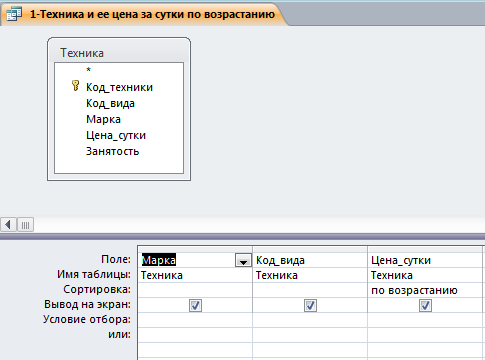 1-Техника и ее цена за сутки по возрастанию
Техника
*
Код_техники
Код_вида
Марка
Цена_сутки
Занятость
Поле: Марка Код_вида Цена_сутки
Имя таблицы: Техника Техника Техника
Сортировка: по возрастанию
Вывод на экран:
Условие отбора:
или: